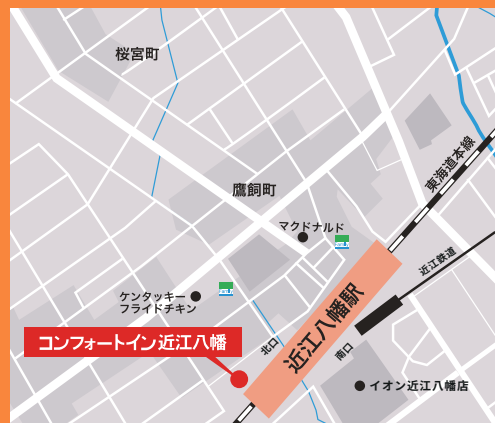 桜宮町
東海道本線
鷹飼町
マクドナルド
近江鉄道
ケンタッキー
フライドチキン
コンフォートイン近江八幡
北口
近江八幡駅
南口
イオン近江八幡店